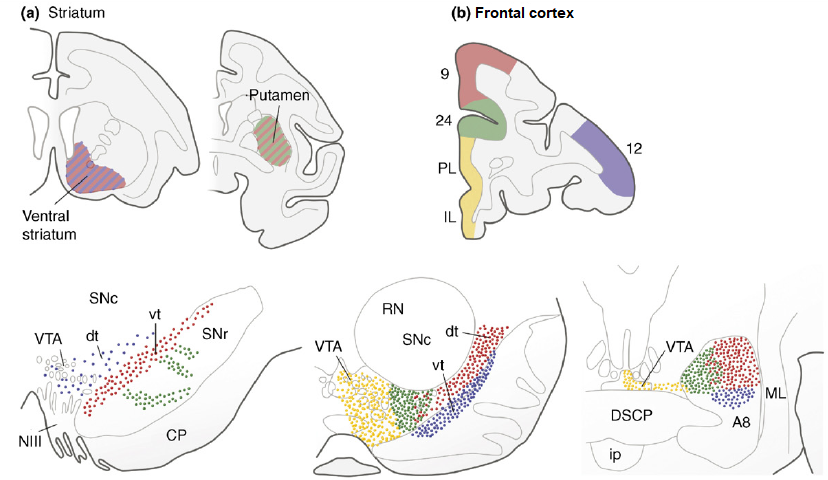 (a) Striatum
(b) Frontal cortex
Putamen
Ventral
striatum
9
24
12
PL
IL
SNc
vt
VTA
dt
SNr
NIII
CP
RN
SNc
dt
VTA
vt
VTA
ML
DSCP
A8
ip